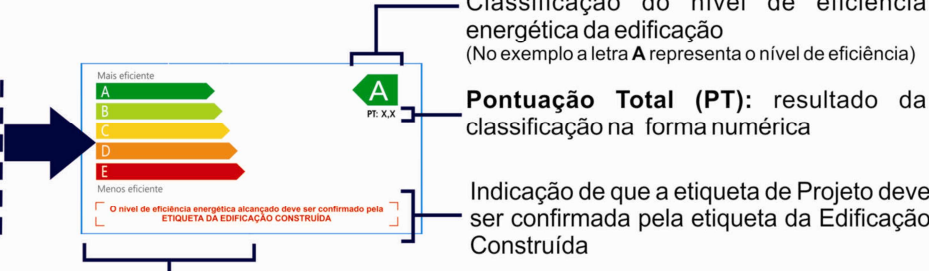 Classificação do nível de eficiência
energética da edificação
(No exemplo a letra A representa o nível de eficiência)
Mais eficiente
A
B
C
D
E
Menos eficiente
A
PT: X,X
Pontuação Total (PT): resultado da
classificação na forma numérica
O nível de eficiência energética alcançado deve ser confirmado pela
ETIQUETA DA EDIFICAÇÃO CONSTRUÍDA
Indicação de que a etiqueta de Projeto deve
ser confirmada pela etiqueta da Edificação
Construída